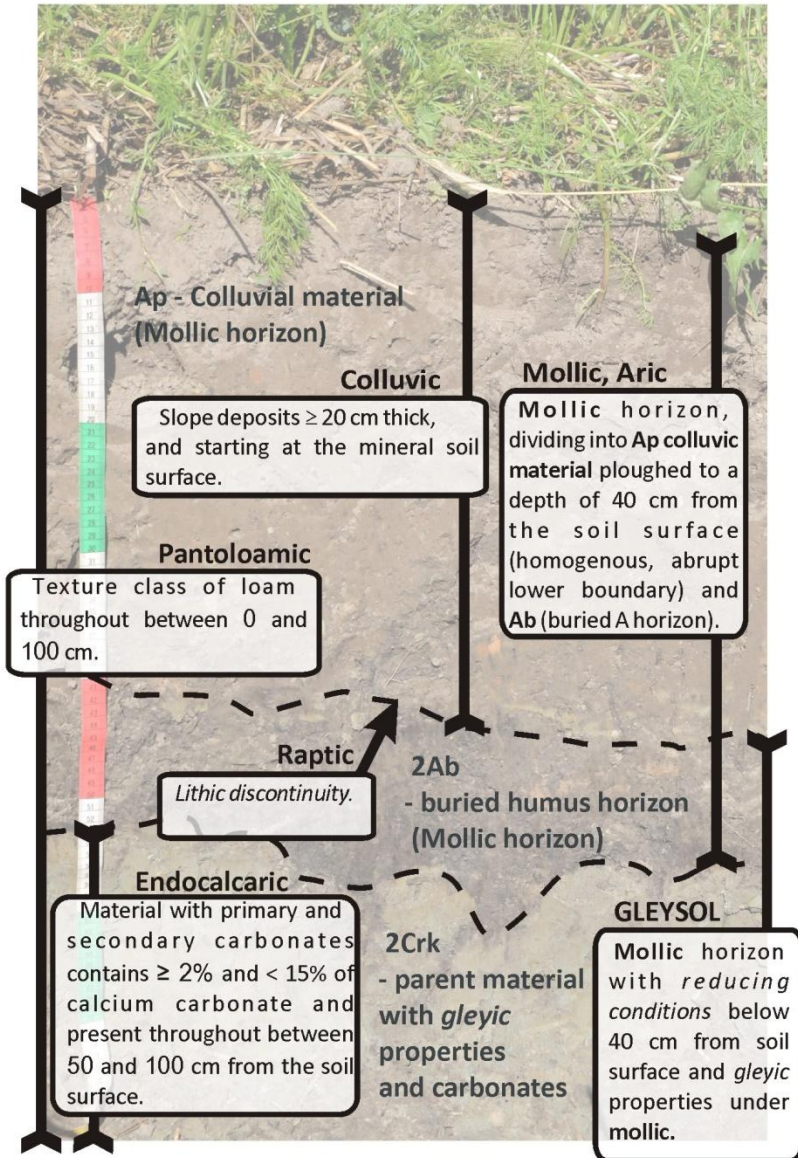 Ap - Colluvial material
(Mollic horizon)
Colluvic
Slope deposits ≥ 20 cm thick,
and starting at the mineral soil
surface.
Mollic, Aric
Mollic horizon,
dividing into Ap colluvic
material ploughed to a
depth of 40 cm from
the soil surface
(homogenous, abrupt
lower boundary) and
Ab (buried A horizon).
Pantoloamic
Texture class of loam
throughout between 0 and
100 cm.
Raptic
Lithic discontinuity.
2Ab
- buried humus horizon
(Mollic horizon)
Endocalcaric
Material with primary and
secondary carbonates
contains ≥ 2% and < 15% of
calcium carbonate and
present throughout between
50 and 100 cm from the soil
surface.
2Crk
- parent material
with gleyic
properties
and carbonates
GLEYSOL
Mollic horizon
with reducing
conditions below
40 cm from soil
surface and gleyic
properties under
mollic.